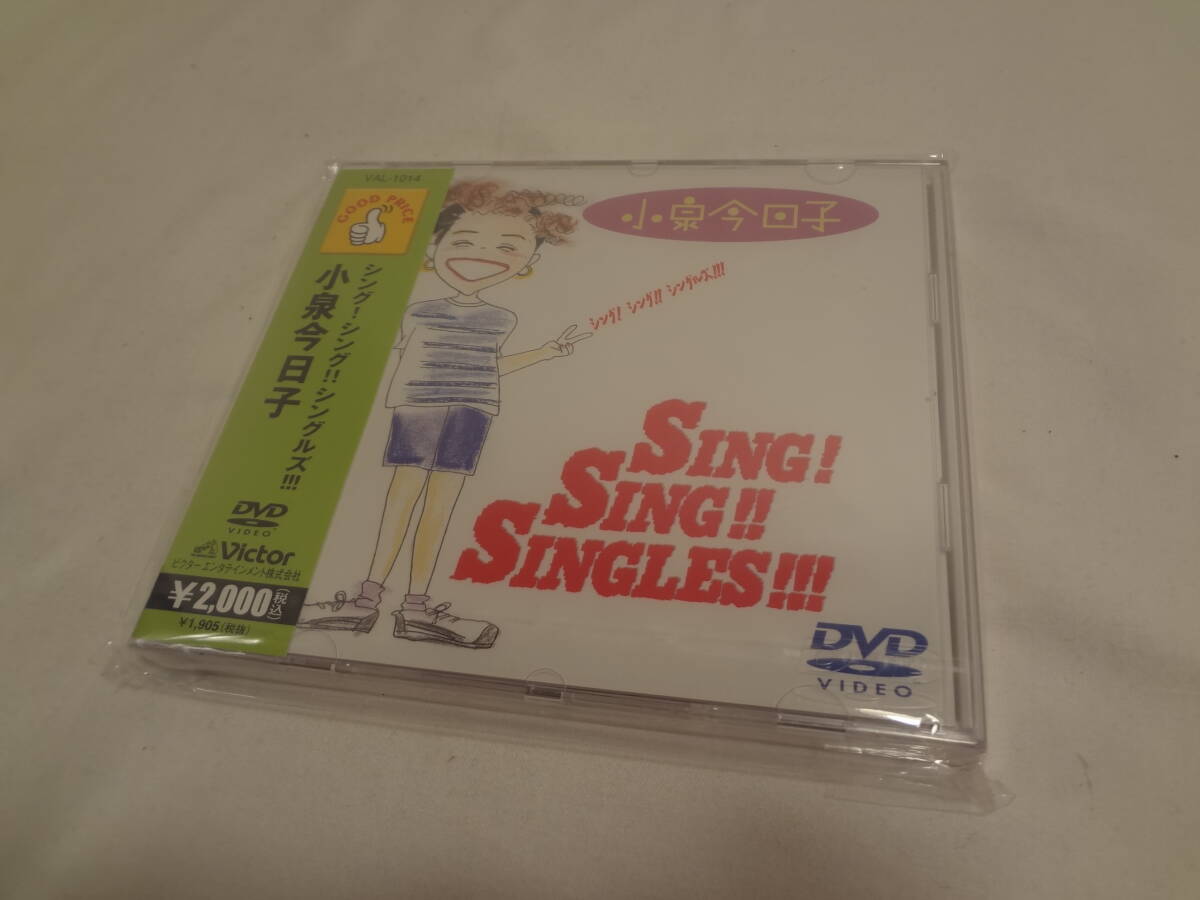 VAL-1014
GOOD PRICE
シング!シング!!シングルズ!!!
小泉今日子
DVD
VIDEO
Victor
ビクター エンタテインメント株式会社
¥2,000(税込)
¥1,905(税抜)
小泉今日子
シング! シング!! シングルズ!!!
SING!
SING!!
SINGLES!!!
DVD
VIDEO